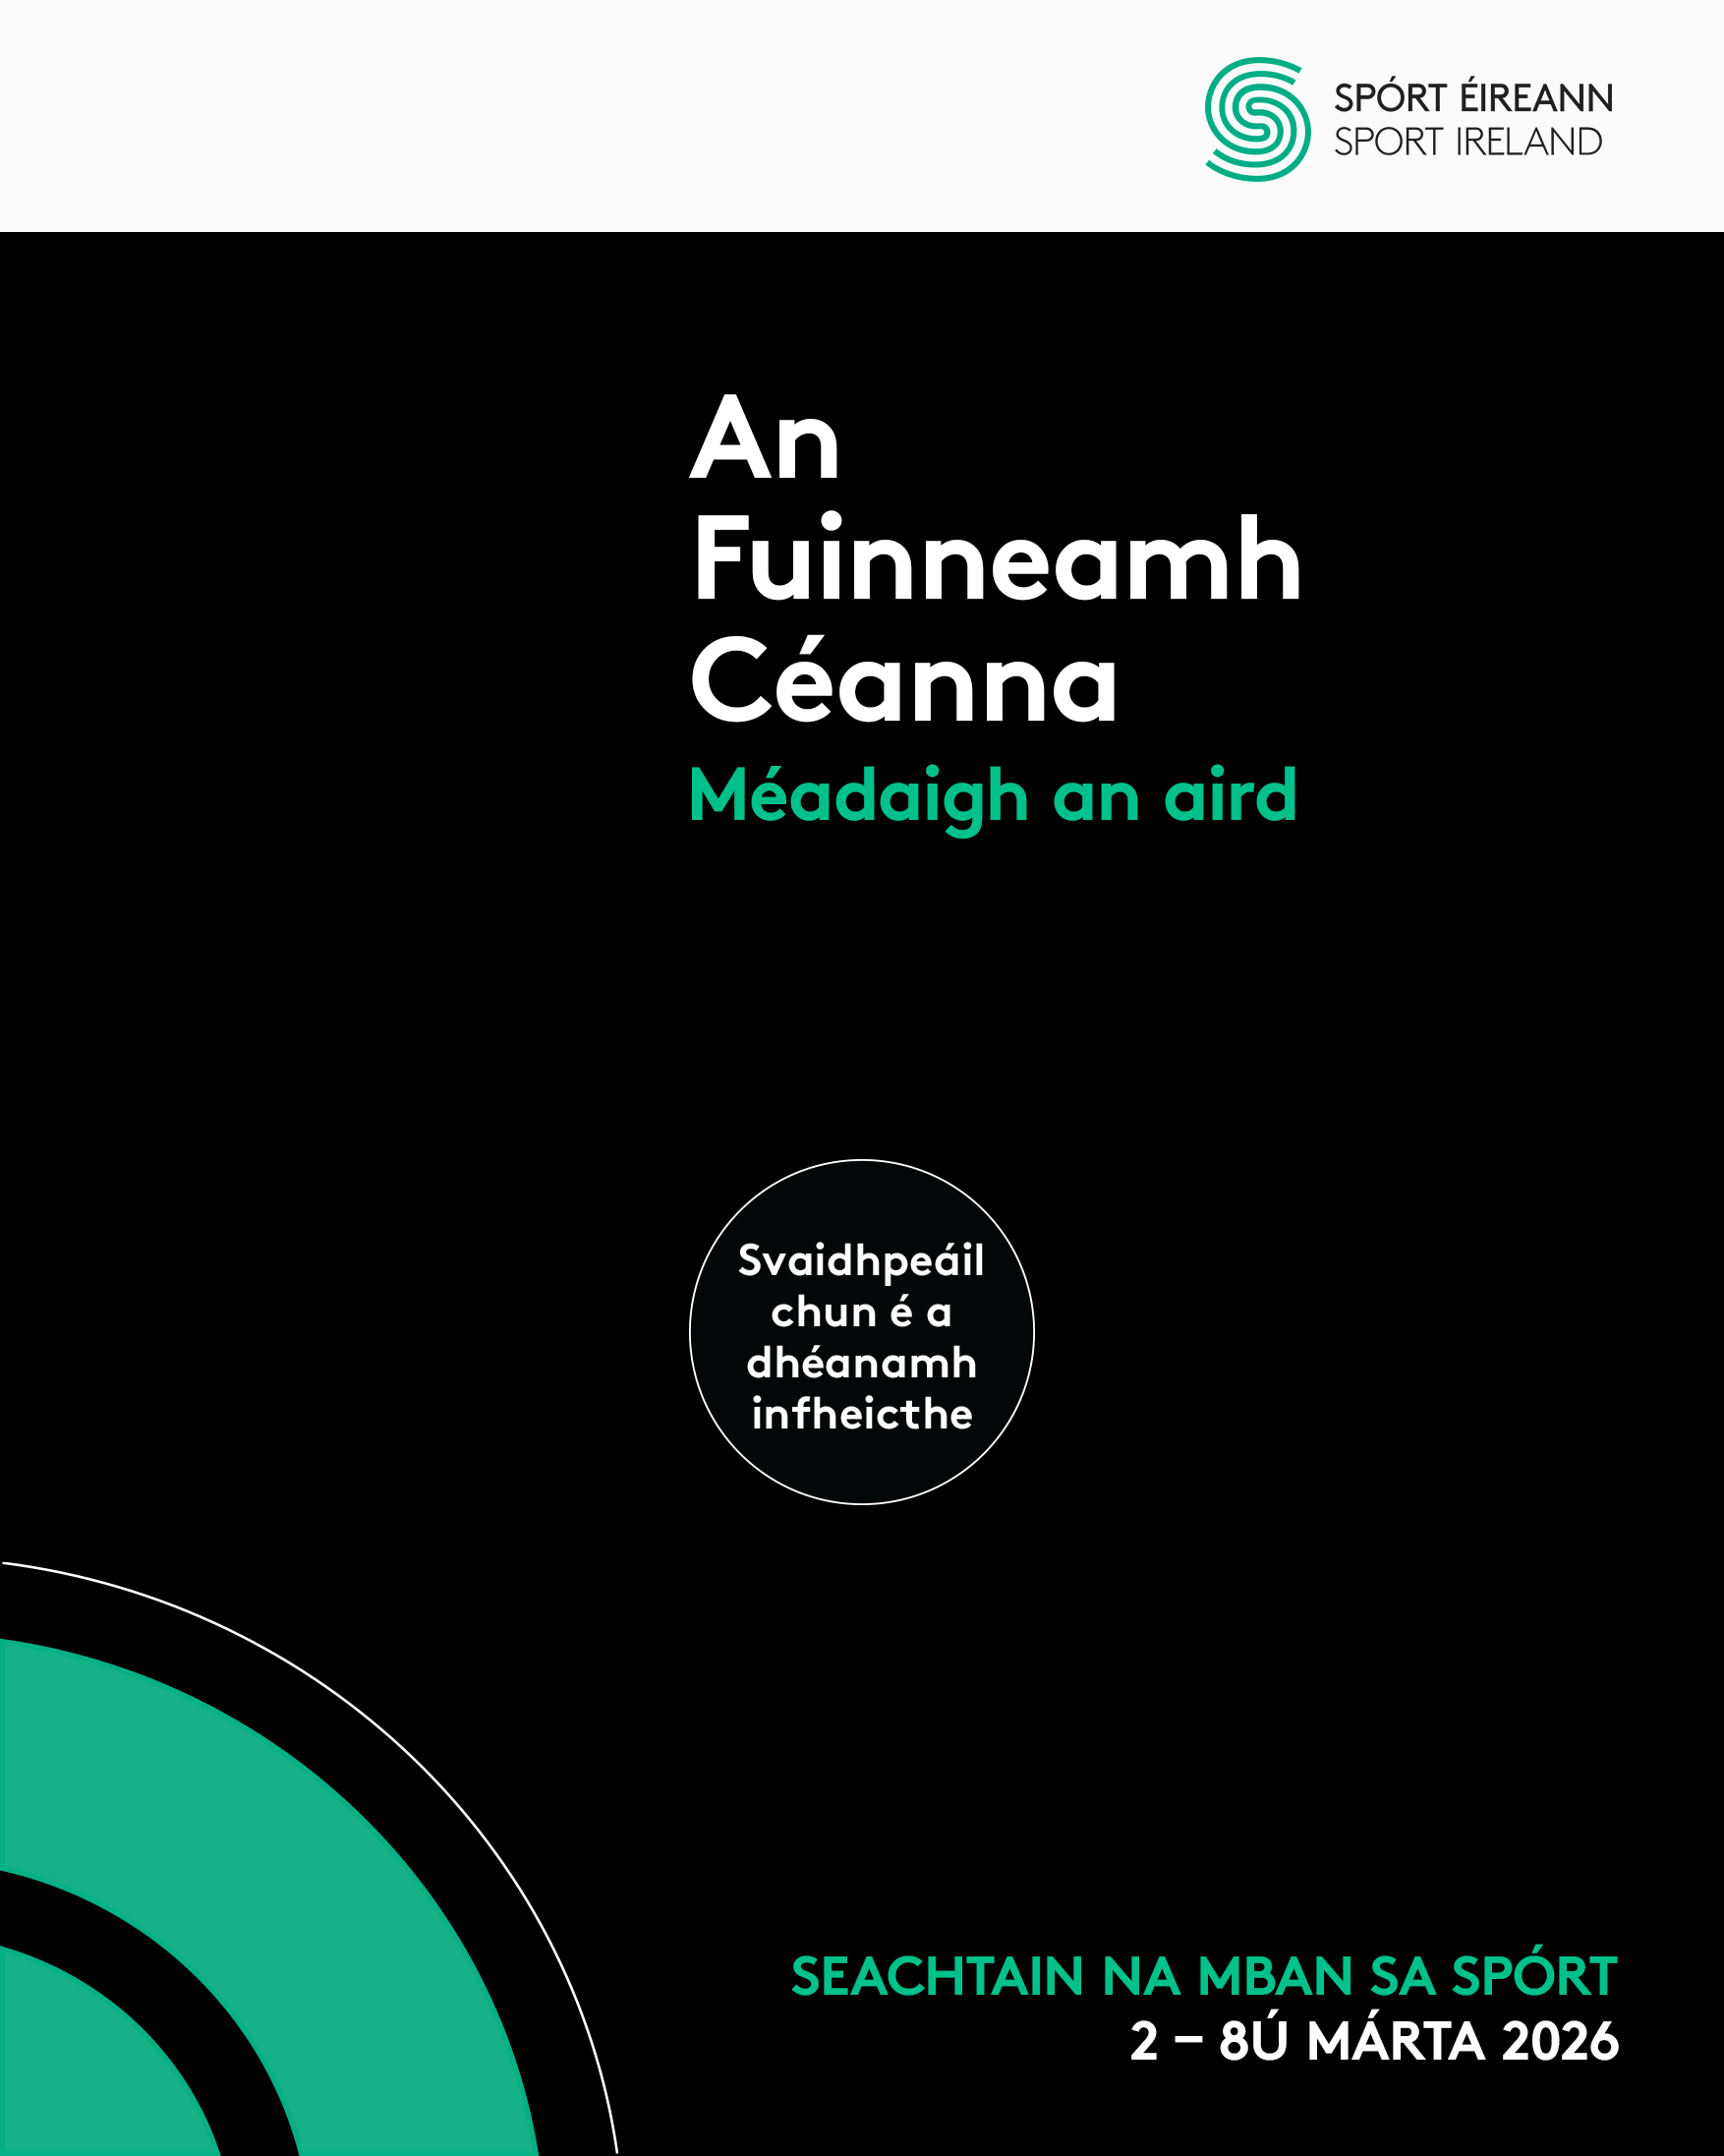 SPÓRT ÉIREANN
SPORT IRELAND
An
Fuinneamh
Céanna
Méadaigh an aird
Svaidhpeáil
chun é a
dhéanamh
infheicthe
SEACHTAIN NA MBAN SA SPÓRT
2 – 8Ú MÁRTA 2026